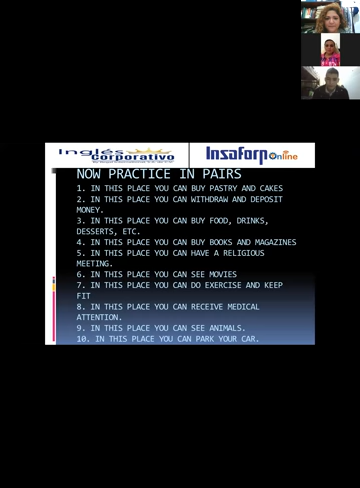 Inglés
Corporativo
Insaforp Online
NOW PRACTICE IN PAIRS
1. IN THIS PLACE YOU CAN BUY PASTRY AND CAKES
2. IN THIS PLACE YOU CAN WITHDRAW AND DEPOSIT
MONEY.
3. IN THIS PLACE YOU CAN BUY FOOD, DRINKS,
DESSERTS, ETC.
4. IN THIS PLACE YOU CAN BUY BOOKS AND MAGAZINES
5. IN THIS PLACE YOU CAN HAVE A RELIGIOUS
MEETING.
6. IN THIS PLACE YOU CAN SEE MOVIES
7. IN THIS PLACE YOU CAN DO EXERCISE AND KEEP
FIT
8. IN THIS PLACE YOU CAN RECEIVE MEDICAL
ATTENTION.
9. IN THIS PLACE YOU CAN SEE ANIMALS.
10. IN THIS PLACE YOU CAN PARK YOUR CAR.